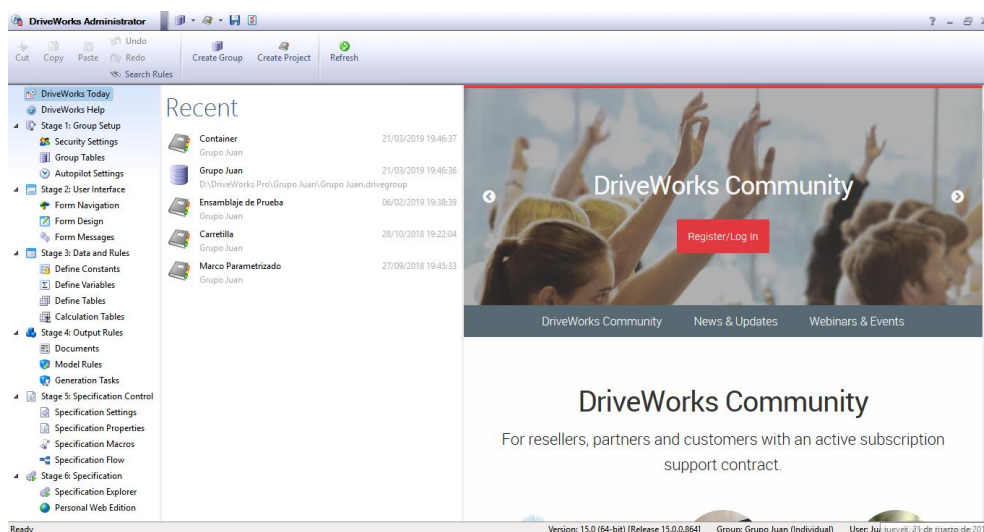 DriveWorks Administrator
Undo
Cut Copy Paste Redo Create Group Create Project Refresh
Search Rules
DriveWorks Today
DriveWorks Help
Stage 1: Group Setup
Security Settings
Group Tables
Autopilot Settings
Stage 2: User Interface
Form Navigation
Form Design
Form Messages
Stage 3: Data and Rules
Define Constants
Define Variables
Define Tables
Calculation Tables
Stage 4: Output Rules
Documents
Model Rules
Generation Tasks
Stage 5: Specification Control
Specification Settings
Specification Properties
Specification Macros
Specification Flow
Stage 6: Specification
Specification Explorer
Personal Web Edition
Recent
Container 21/03/2019 19:46:37
Grupo Juan
Grupo Juan 21/03/2019 19:46:36
D:\DriveWorks Pro\Grupo Juan\Grupo Juan.drivegroup
Ensamblaje de Prueba 06/02/2019 19:38:39
Grupo Juan
Carretilla 28/10/2018 19:22:04
Grupo Juan
Marco Parametrizado 27/09/2018 19:45:33
Grupo Juan
DriveWorks Community
Register/Log In
DriveWorks Community News & Updates Webinars & Events
DriveWorks Community
For resellers, partners and customers with an active subscription
support contract.
Ready Version: 15.0 (64-bit) [Release 15.0.0.864] Group: Grupo Juan (Individual) User: jueves, 21 de marzo de